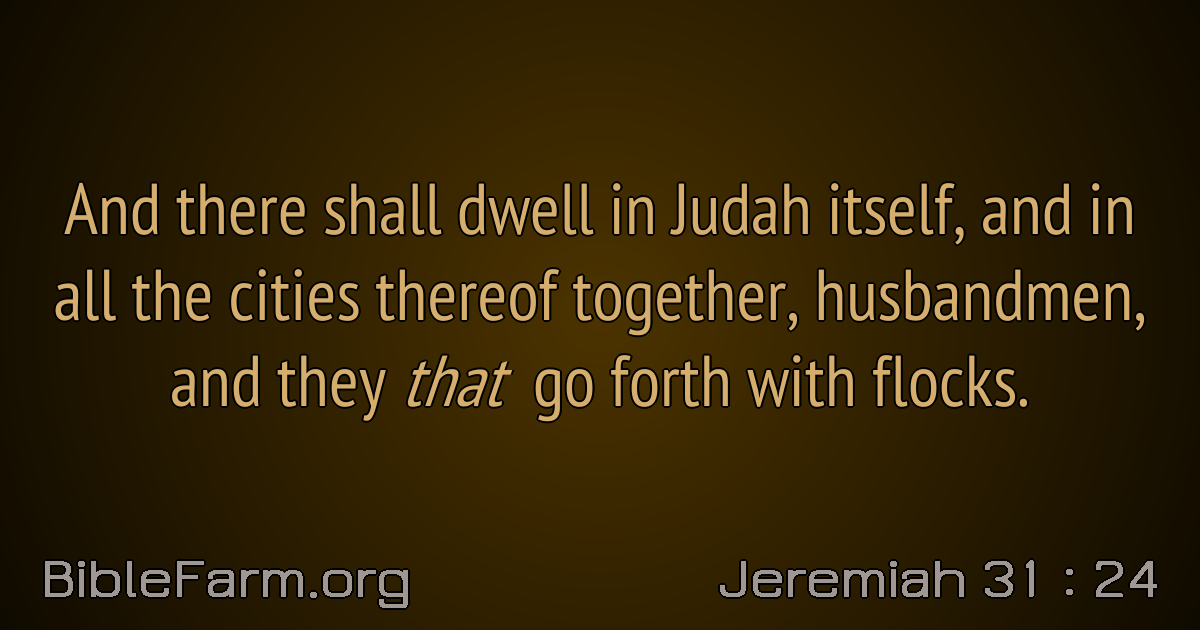 And there shall dwell in Judah itself, and in
all the cities thereof together, husbandmen,
and they that go forth with flocks.
BibleFarm.org
Jeremiah 31 : 24